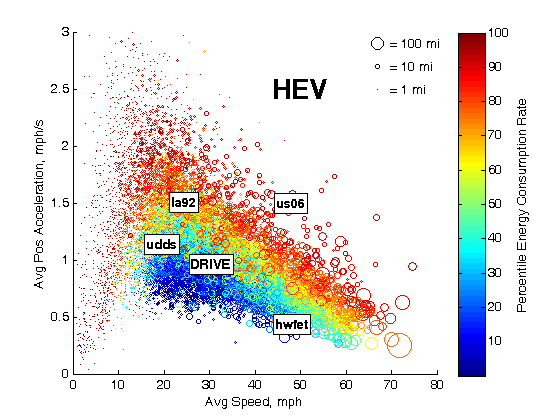 = 100 mi
= 10 mi
= 1 mi
HEV
la92
us06
udds
DRIVE
hwfet
3
2.5
2
1.5
1
0.5
0
Avg Pos Acceleration, mph/s
0 10 20 30 40 50 60 70 80
Avg Speed, mph
100
90
80
70
60
50
40
30
20
10
Percentile Energy Consumption Rate